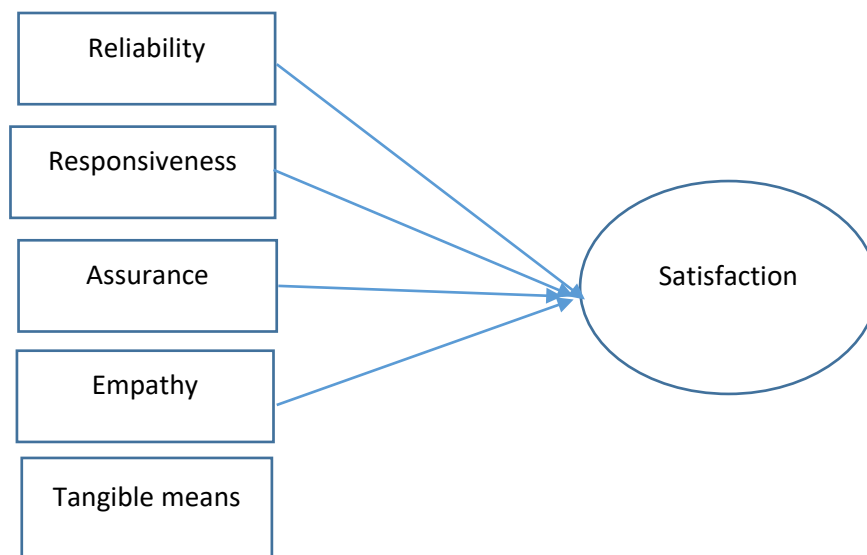 Reliability
Responsiveness
Assurance
Satisfaction
Empathy
Tangible means